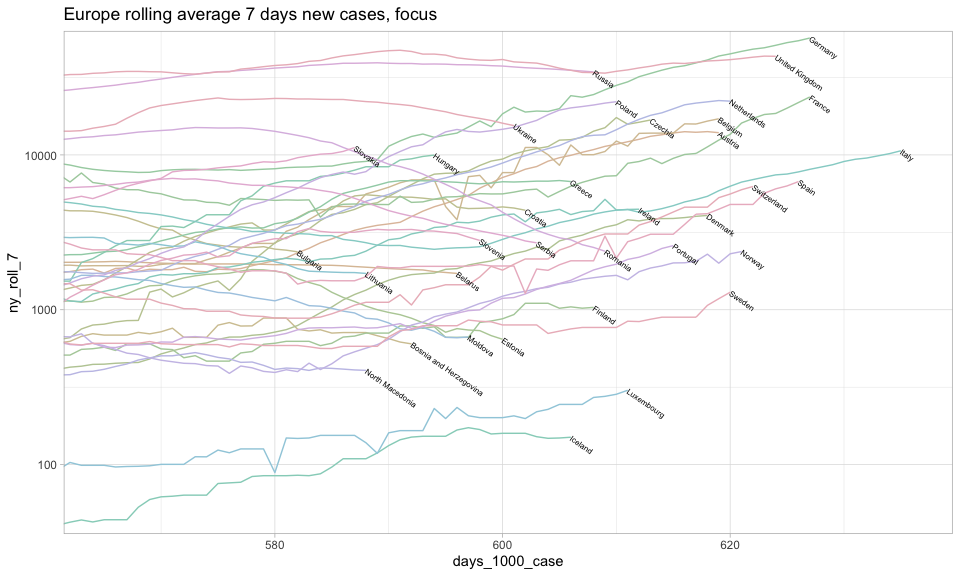 Europe rolling average 7 days new cases, focus
Germany
United Kingdom
Russia
France
Poland
Netherlands
Ukraine
Czechia
Belgium
Austria
10000
Slovakia
Hungary
Italy
Greece
Switzerland
Spain
Croatia
Ireland
Denmark
Slovenia
Serbia
Bulgaria
Romania
Portugal
Norway
Lithuania
Belarus
ny_roll_7
1000
Sweden
Finland
Moldova
Estonia
Bosnia and Herzegovina
North Macedonia
Luxembourg
Iceland
100
580
600
620
days_1000_case